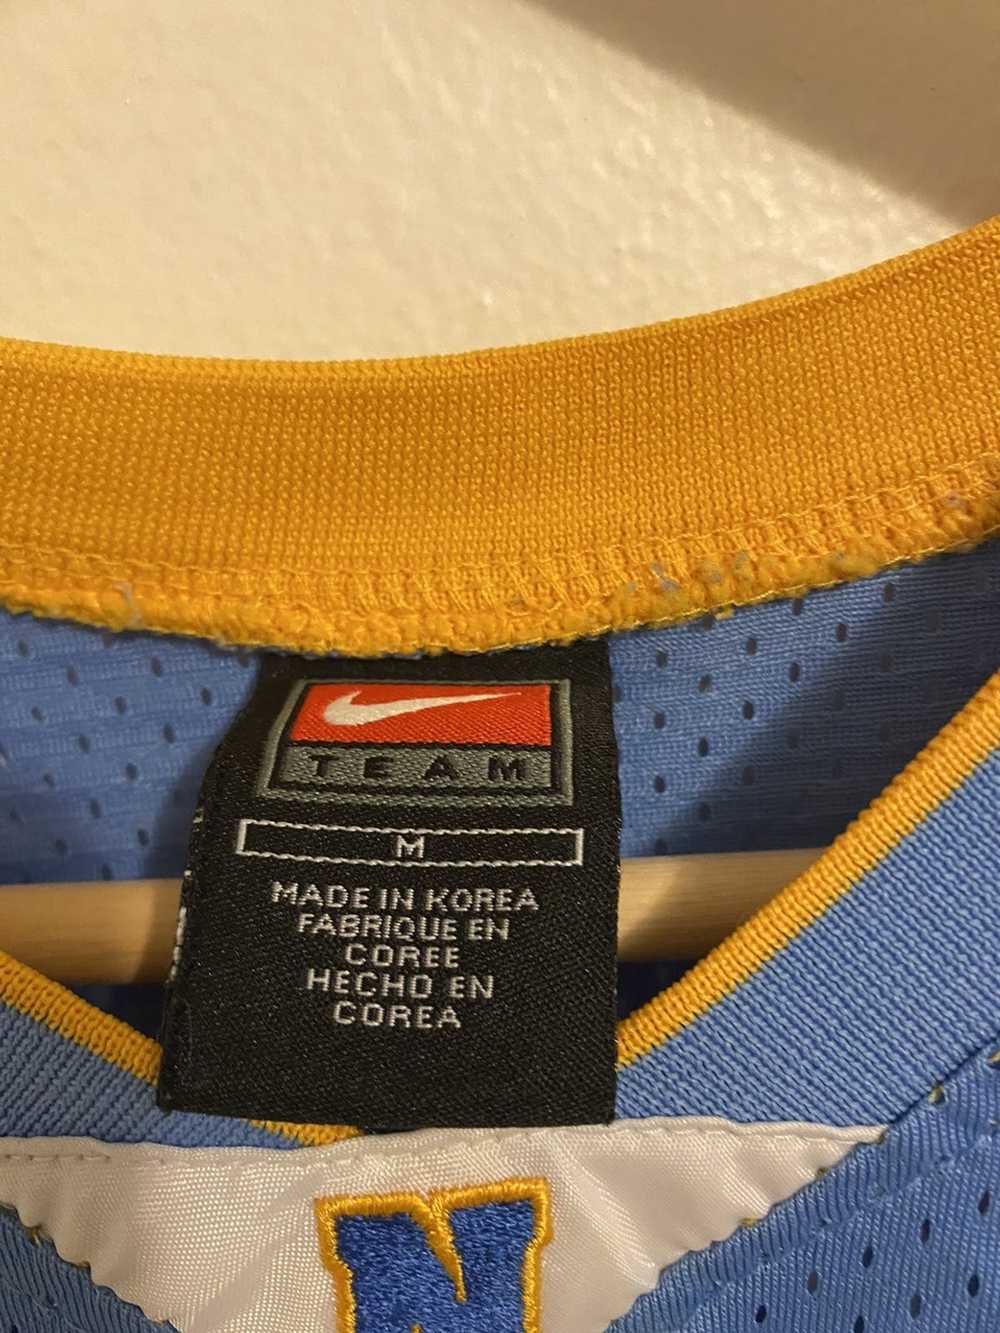 TEAM
M
MADE IN KOREA
FABRIQUE EN
COREE
HECHO EN
COREA
N